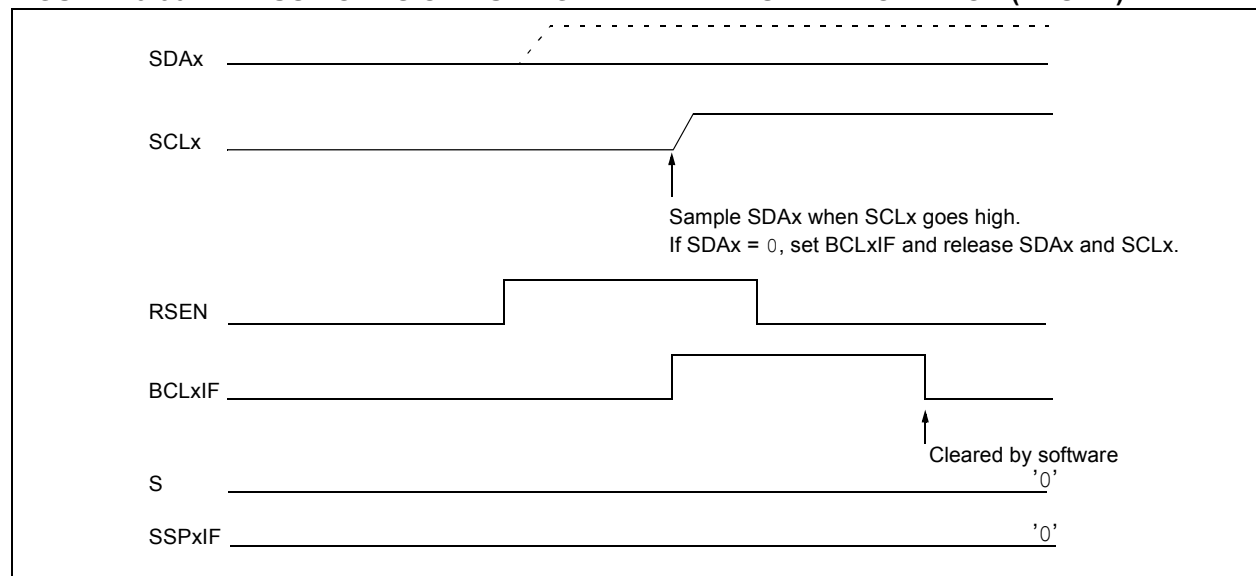 SDAx
SCLx
Sample SDAx when SCLx goes high.
If SDAx = 0, set BCLxIF and release SDAx and SCLx.
RSEN
BCLxIF
Cleared by software
S '0'
SSPxIF '0'